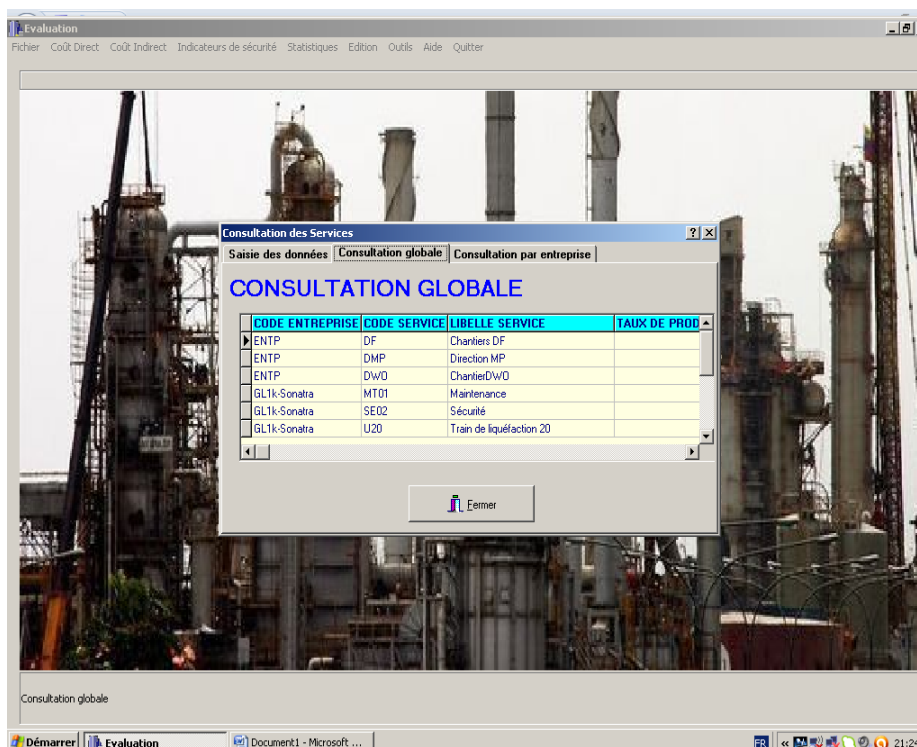 Evaluation
Fichier Coût Direct Coût Indirect Indicateurs de sécurité Statistiques Edition Outils Aide Quitter
Consultation des Services
Saisie des données Consultation globale Consultation par entreprise
CONSULTATION GLOBALE
CODE ENTREPRISE CODE SERVICE LIBELLE SERVICE TAUX DE PROD
ENTP DF Chantiers DF
ENTP DMP Direction MP
ENTP DWO ChantierDWO
GL1k-Sonatra MT01 Maintenance
GL1k-Sonatra SE02 Sécurité
GL1k-Sonatra U20 Train de liquéfaction 20
Fermer
Consultation globale
Démarrer Evaluation Document1 - Microsoft ... FR « 21:24